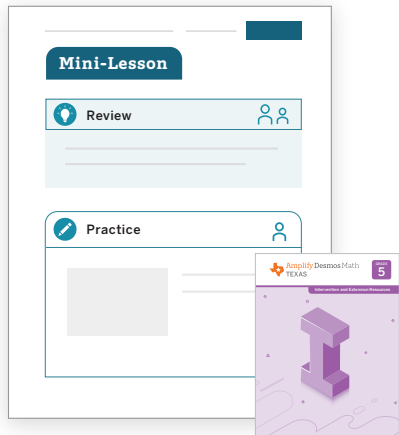 Mini-Lesson
Review
Practice
Amplify Desmos Math
TEXAS
GRADE
5
Intervention and Extension Resources